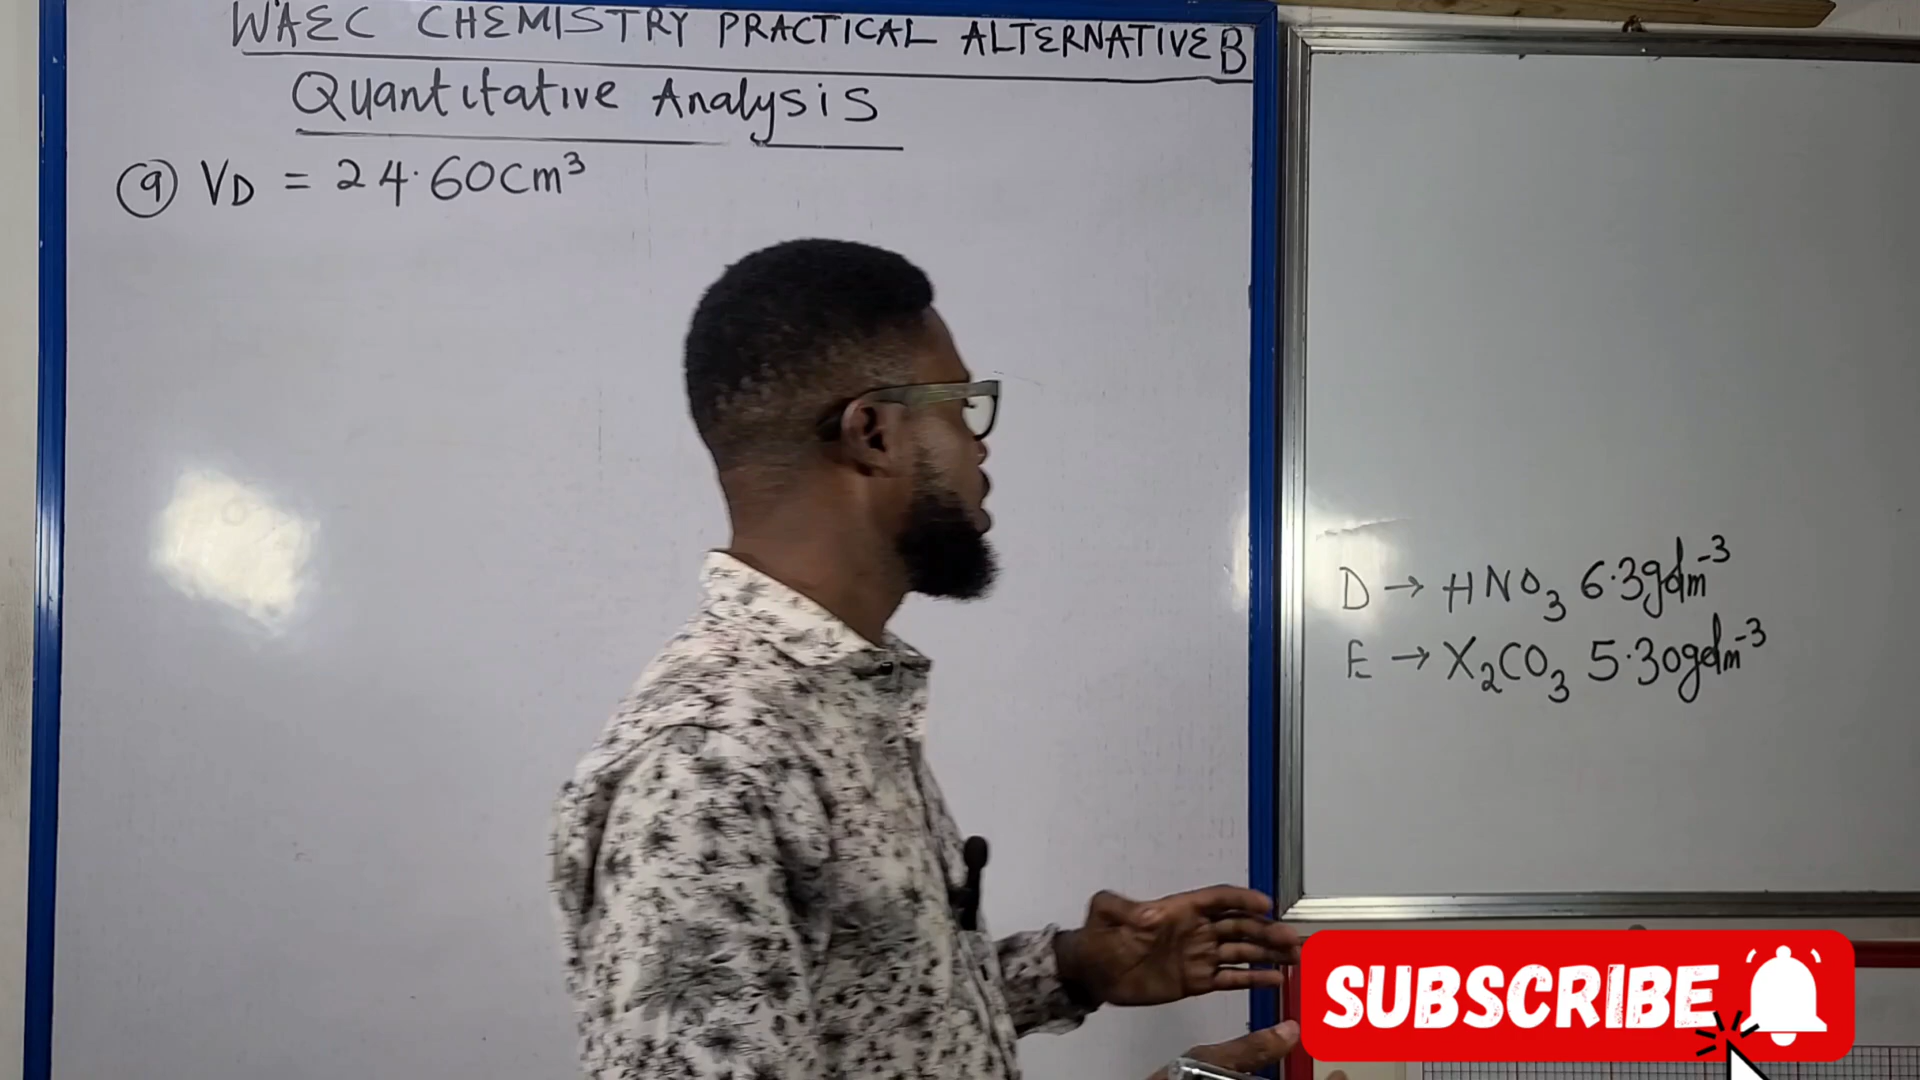 WAEC CHEMISTRY PRACTICAL ALTERNATIVE B
Quantitative Analysis
(a) VD = 24.60cm³
D → HNO₃ 6.3gdm⁻³
E → X₂CO₃ 5.30gdm⁻³
SUBSCRIBE